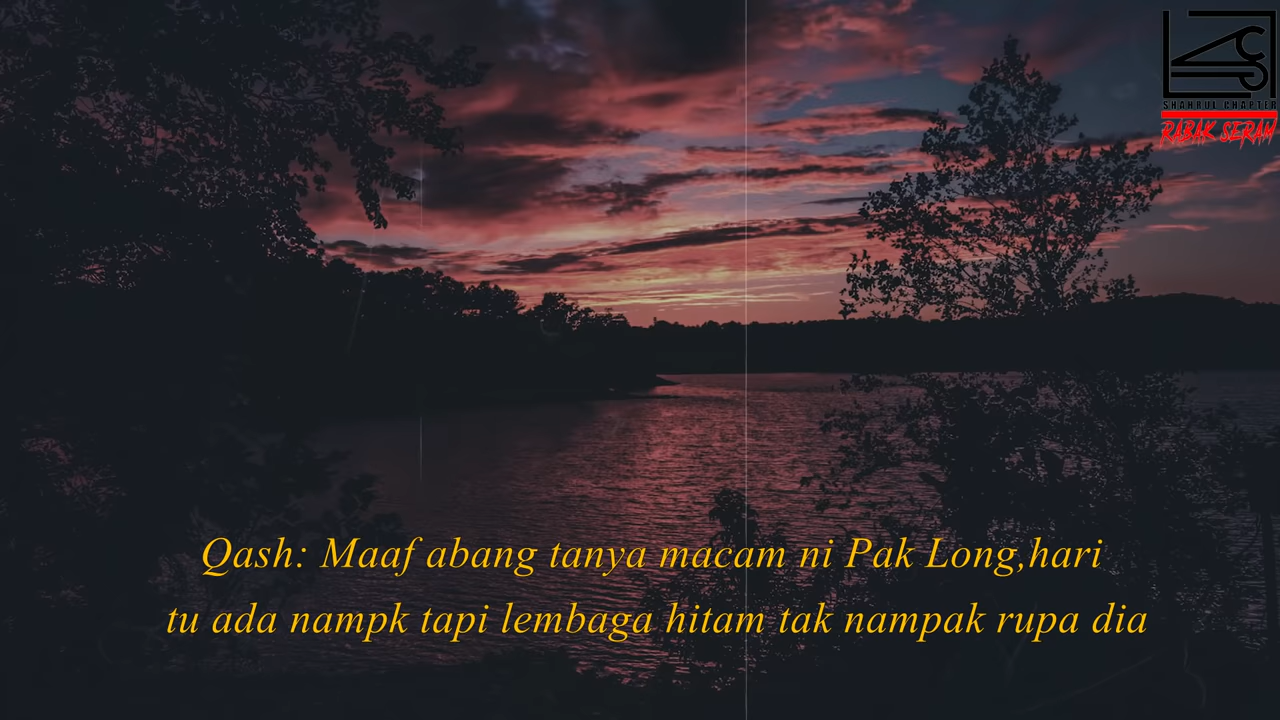 SHAHRUL CHAPTER
RABAK SERAM
Qash: Maaf abang tanya macam ni Pak Long,hari
tu ada nampk tapi lembaga hitam tak nampak rupa dia